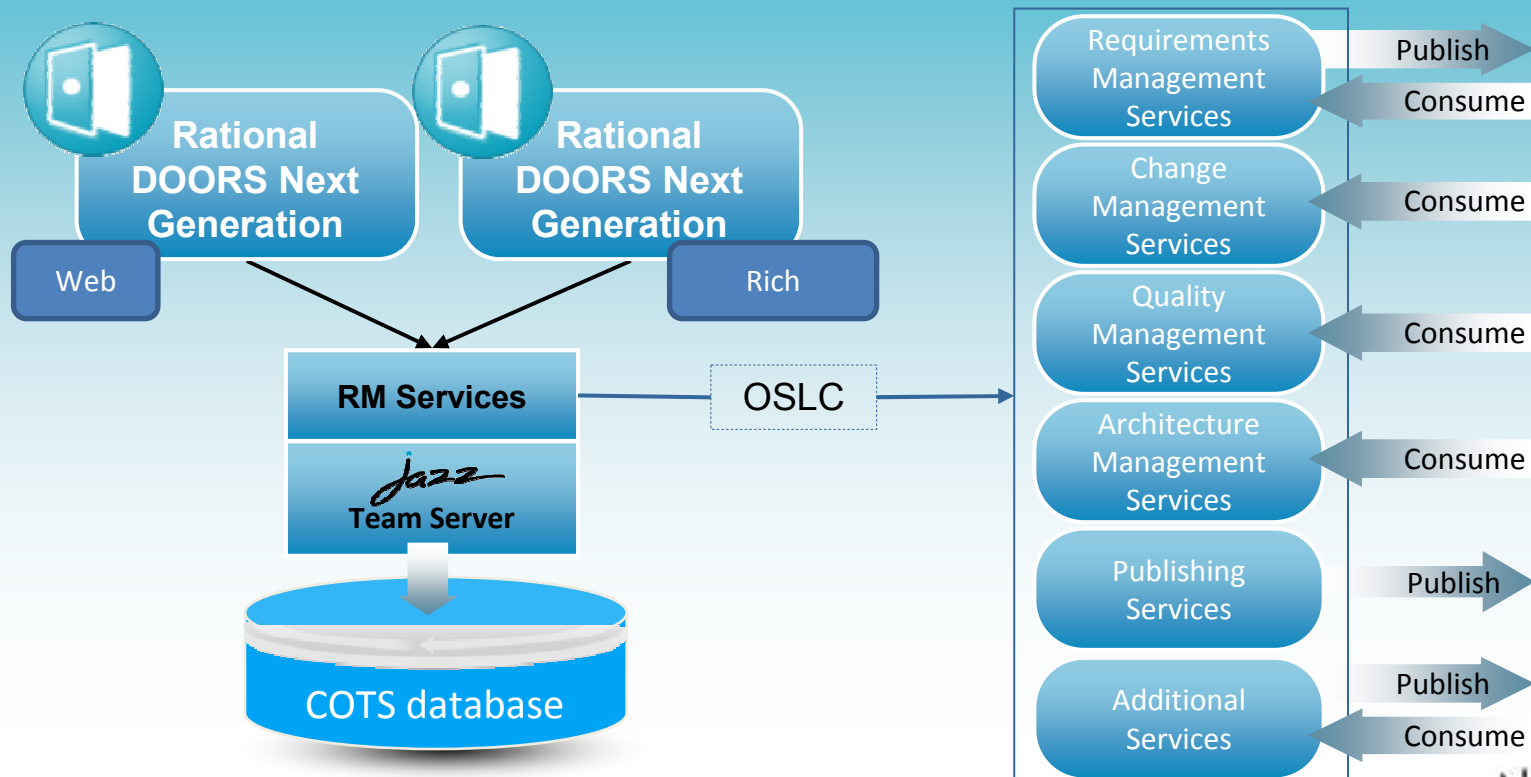 Rational
DOORS Next
Generation
Web
Rational
DOORS Next
Generation
Rich
RM Services
Jazz
Team Server
COTS database
OSLC
Requirements
Management
Services
Publish
Consume
Change
Management
Services
Consume
Quality
Management
Services
Consume
Architecture
Management
Services
Consume
Publishing
Services
Publish
Additional
Services
Publish
Consume